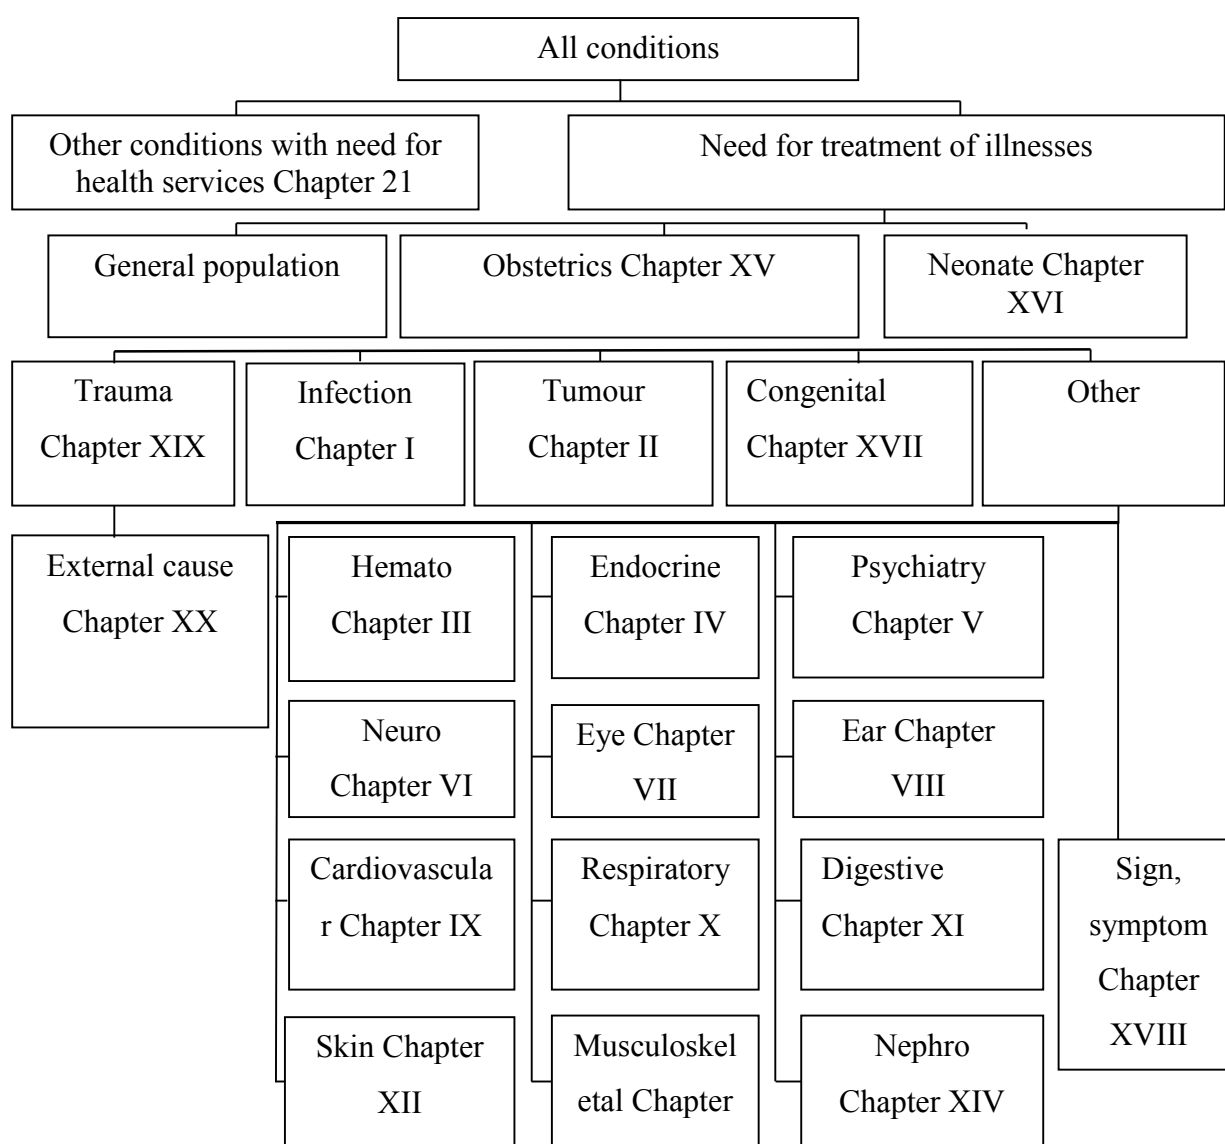 All conditions
Other conditions with need for
health services Chapter 21
Need for treatment of illnesses
General population
Obstetrics Chapter XV
Neonate Chapter
XVI
Trauma
Chapter XIX
Infection
Chapter I
Tumour
Chapter II
Congenital
Chapter XVII
Other
External cause
Chapter XX
Hemato
Chapter III
Endocrine
Chapter IV
Psychiatry
Chapter V
Neuro
Chapter VI
Eye Chapter
VII
Ear Chapter
VIII
Cardiovascula
r Chapter IX
Respiratory
Chapter X
Digestive
Chapter XI
Sign,
symptom
Chapter
XVIII
Skin Chapter
XII
Musculoskel
etal Chapter
Nephro
Chapter XIV